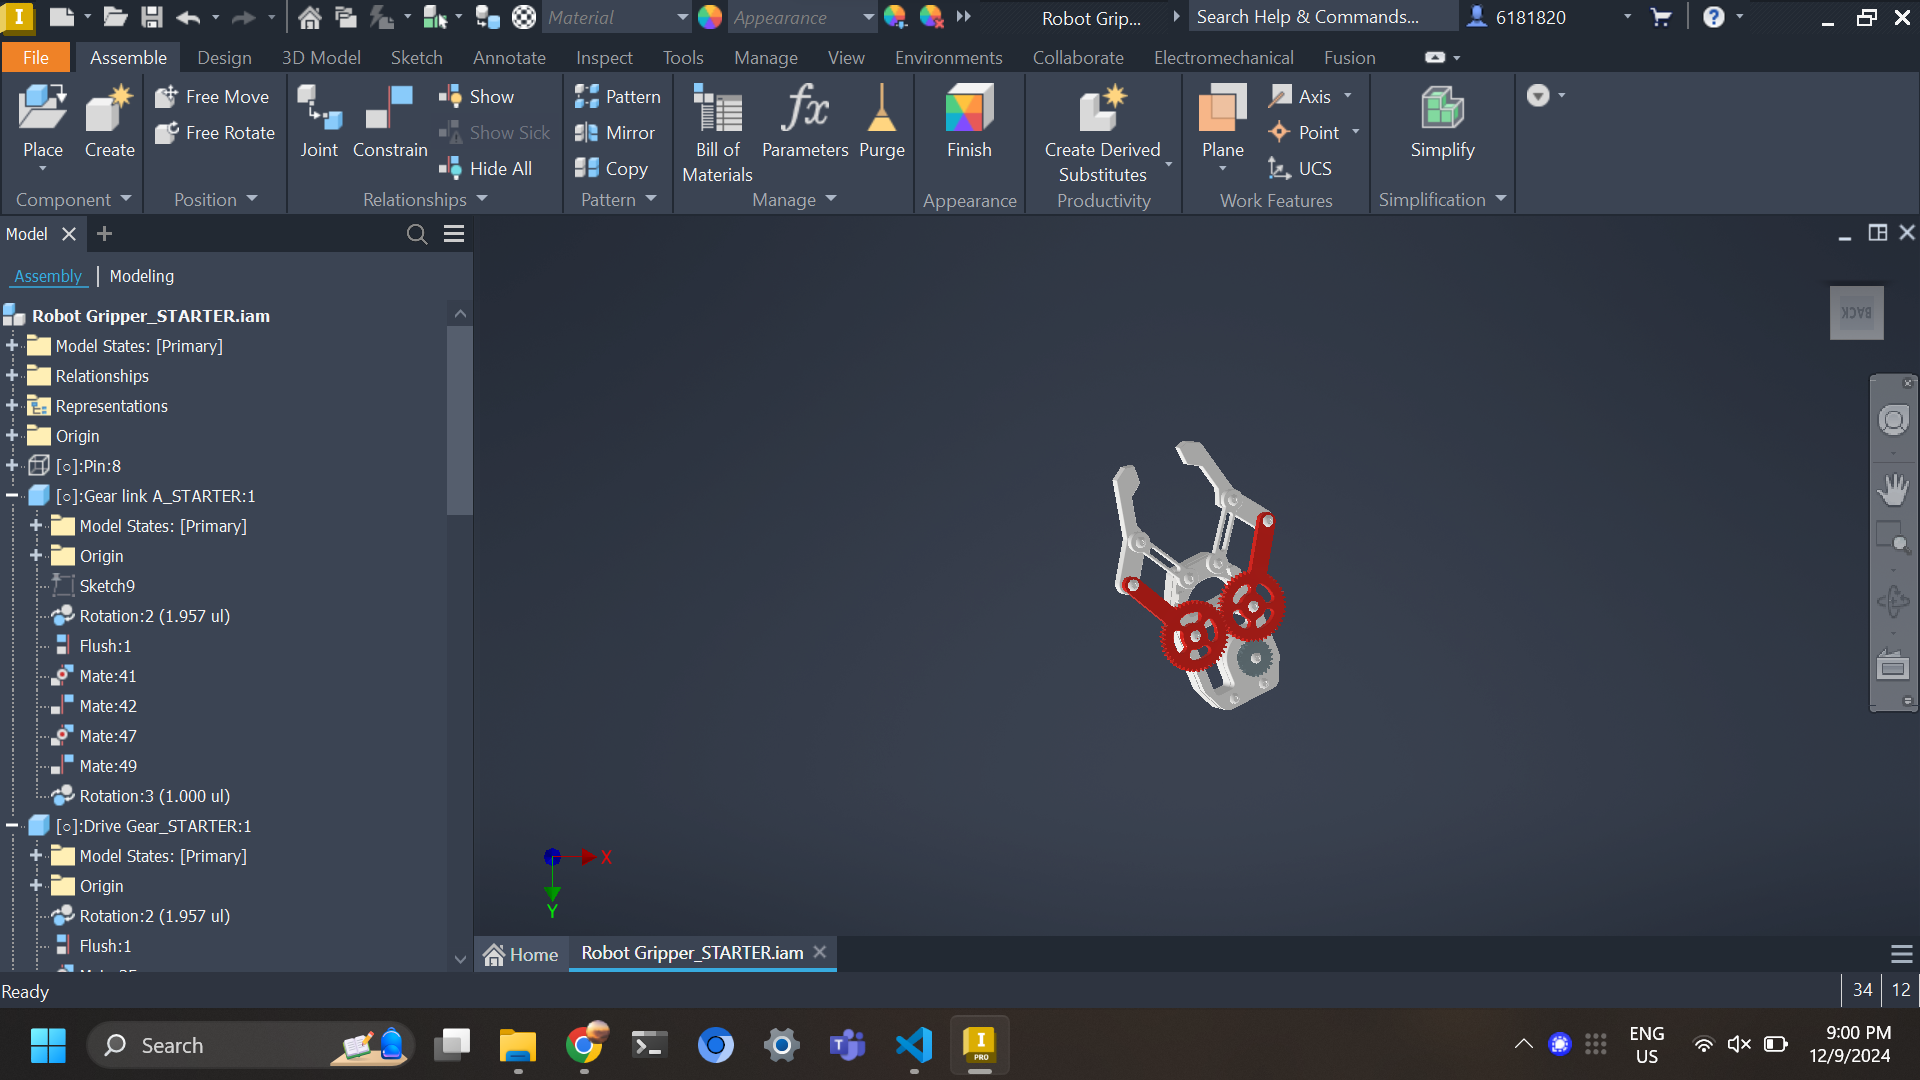 Material
Appearance
Robot Grip...
Search Help & Commands...
6181820
File
Assemble
Design
3D Model
Sketch
Annotate
Inspect
Tools
Manage
View
Environments
Collaborate
Electromechanical
Fusion
Place
Create
Free Move
Free Rotate
Joint
Constrain
Show
Show Sick
Hide All
Pattern
Mirror
Copy
Bill of
Materials
fx
Parameters
Purge
Finish
Create Derived
Substitutes
Plane
Axis
Point
UCS
Simplify
Component
Position
Relationships
Pattern
Manage
Appearance
Productivity
Work Features
Simplification
Model
Assembly
Modeling
Robot Gripper_STARTER.iam
Model States: [Primary]
Relationships
Representations
Origin
[○]:Pin:8
[○]:Gear link A_STARTER:1
Model States: [Primary]
Origin
Sketch9
Rotation:2 (1.957 ul)
Flush:1
Mate:41
Mate:42
Mate:47
Mate:49
Rotation:3 (1.000 ul)
[○]:Drive Gear_STARTER:1
Model States: [Primary]
Origin
Rotation:2 (1.957 ul)
Flush:1
BACK
X
Y
Home
Robot Gripper_STARTER.iam
Ready
34
12
Search
I
PRO
ENG
US
9:00 PM
12/9/2024